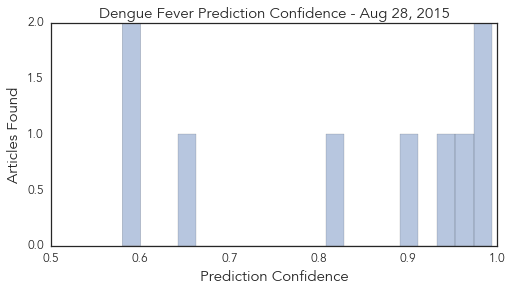 Dengue Fever Prediction Confidence - Aug 28, 2015
2.0
1.5
1.0
0.5
0.0
Articles Found
0.5 0.6 0.7 0.8 0.9 1.0
Prediction Confidence